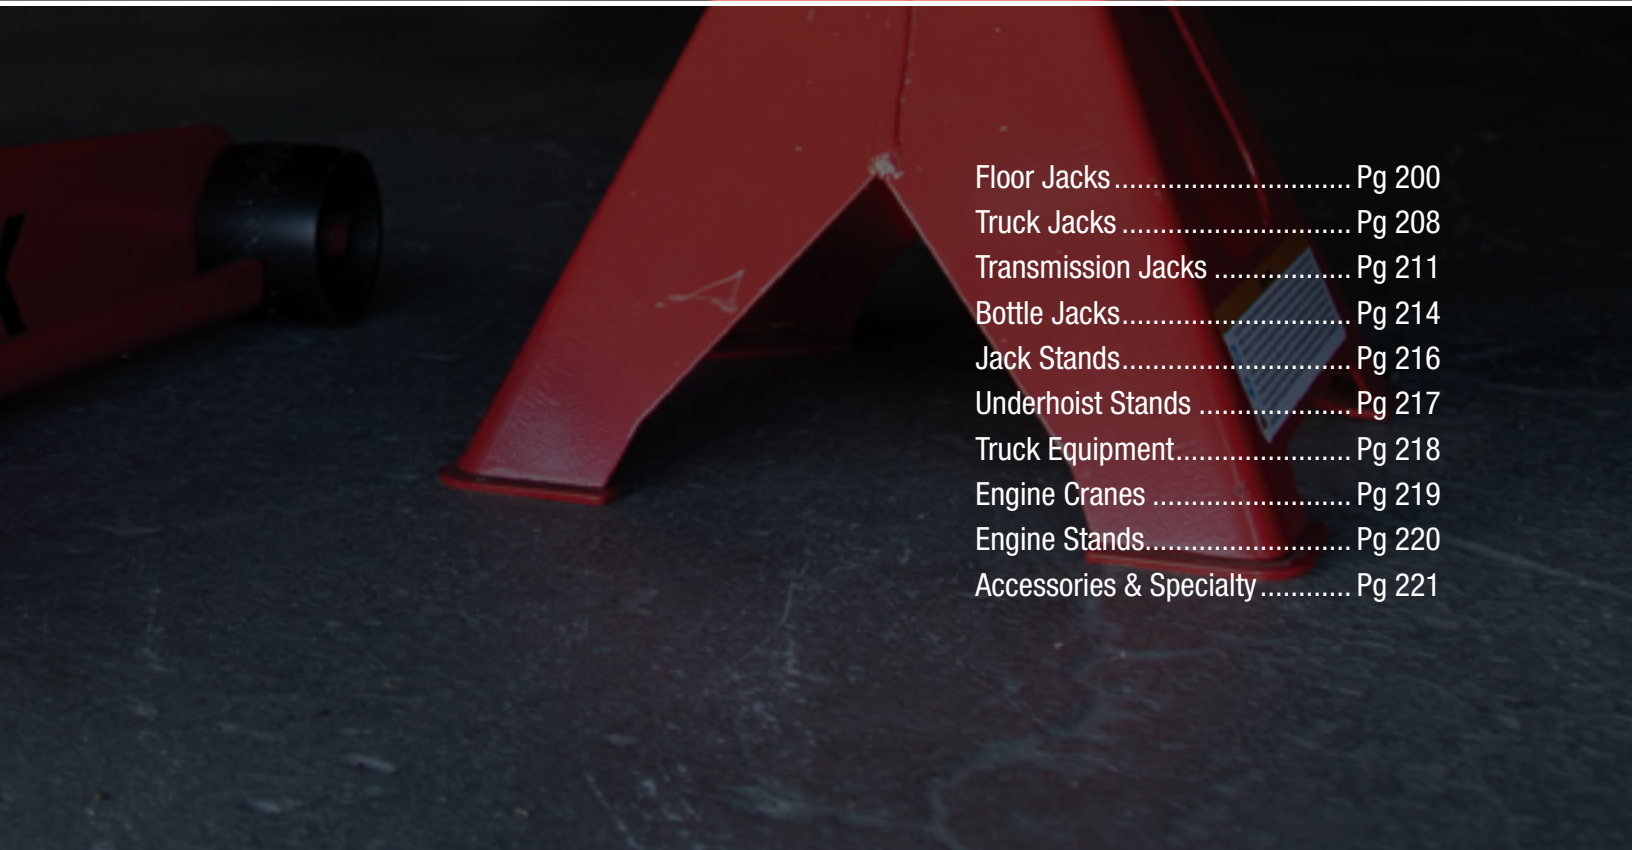 Floor Jacks............................... Pg 200
Truck Jacks .............................. Pg 208
Transmission Jacks .................. Pg 211
Bottle Jacks.............................. Pg 214
Jack Stands.............................. Pg 216
Underhoist Stands .................... Pg 217
Truck Equipment....................... Pg 218
Engine Cranes .......................... Pg 219
Engine Stands........................... Pg 220
Accessories & Specialty............ Pg 221